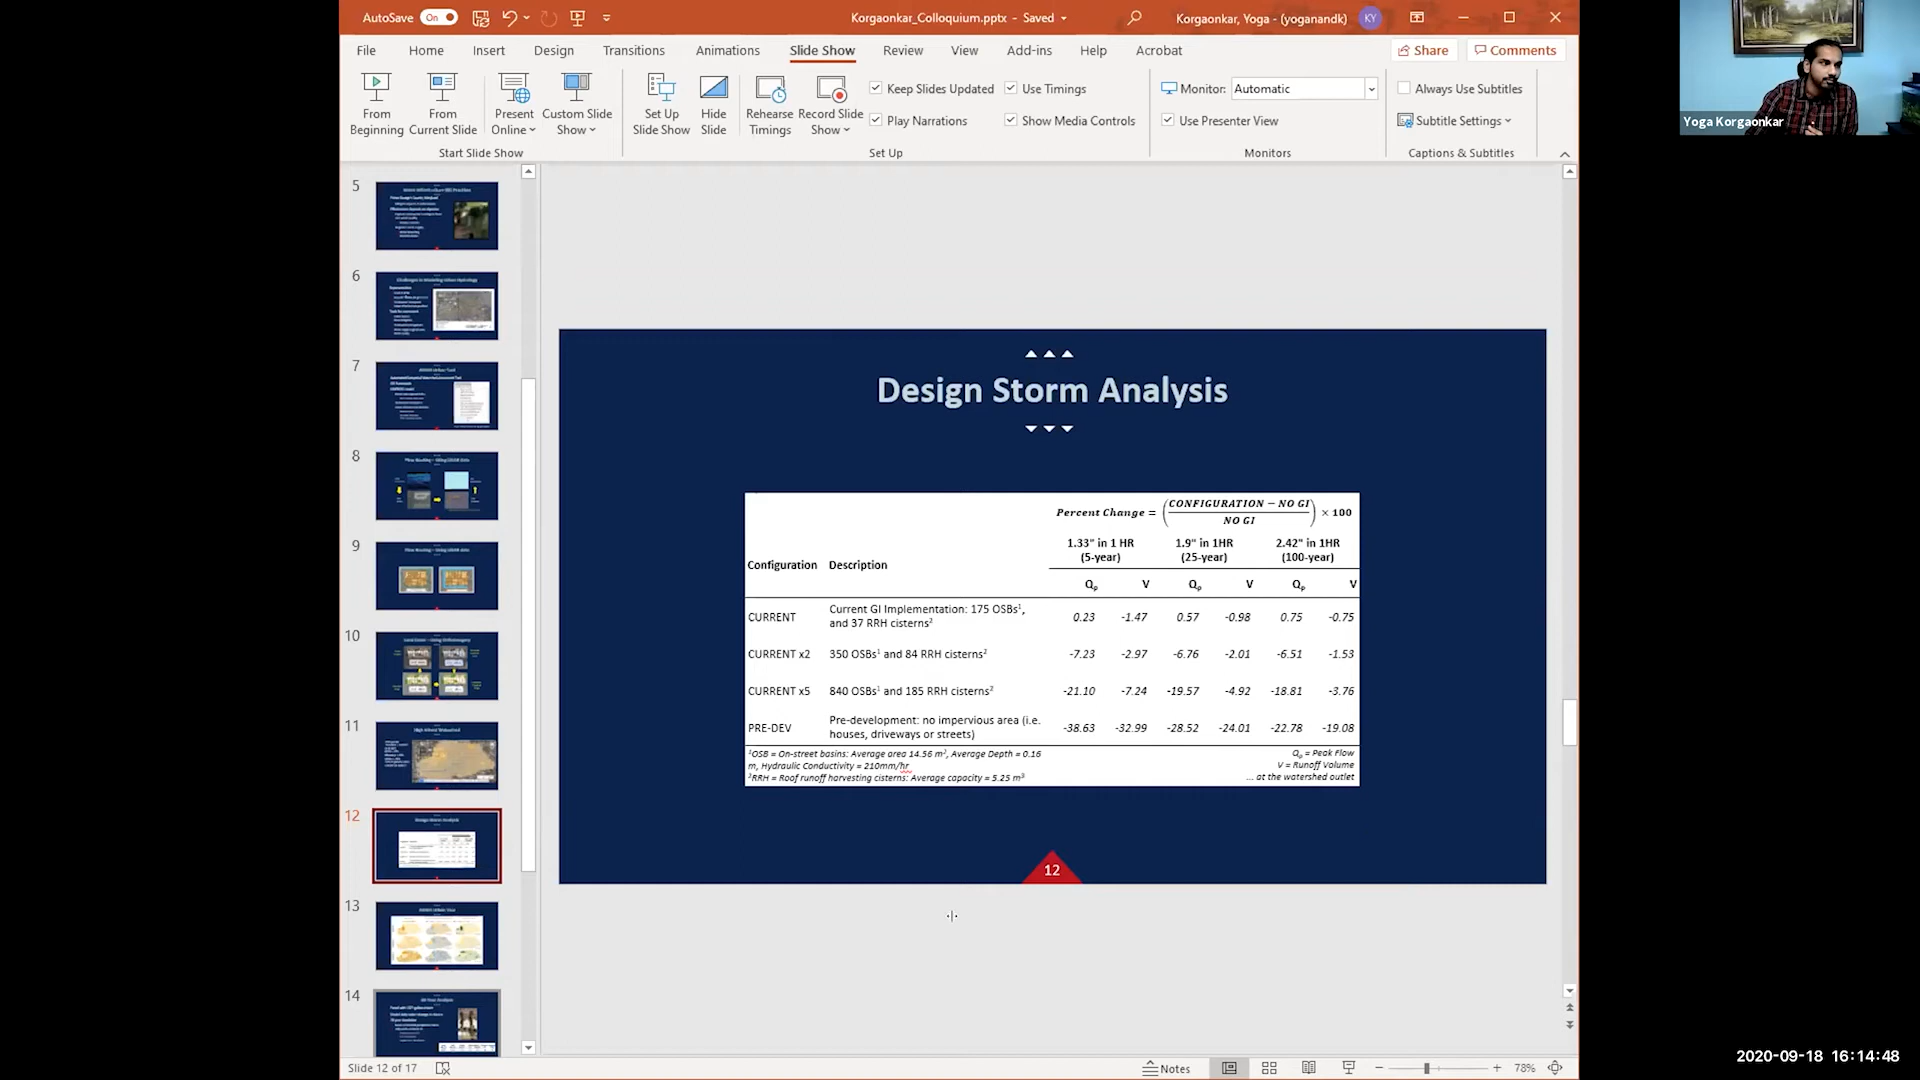 AutoSave On
Korgaonkar_Colloquium.pptx - Saved
Korgaonkar, Yoga - (yoganandk) KY
File Home Insert Design Transitions Animations Slide Show Review View Add-ins Help Acrobat
Share Comments
From Beginning
From Current Slide
Present Online
Custom Slide Show
Start Slide Show
Set Up Slide Show
Hide Slide
Rehearse Timings
Record Slide Show
Keep Slides Updated
Play Narrations
Use Timings
Show Media Controls
Set Up
Monitor: Automatic
Use Presenter View
Monitors
Always Use Subtitles
Subtitle Settings
Captions & Subtitles
Yoga Korgaonkar
5
6
7
8
9
10
11
12
13
14
Design Storm Analysis
Percent Change = (CONFIGURATION − NO GI / NO GI) × 100
1.33" in 1 HR (5-year) 1.9" in 1HR (25-year) 2.42" in 1HR (100-year)
Configuration Description
Qp V Qp V Qp V
CURRENT Current GI Implementation: 175 OSBs¹, and 37 RRH cisterns² 0.23 -1.47 0.57 -0.98 0.75 -0.75
CURRENT x2 350 OSBs¹ and 84 RRH cisterns² -7.23 -2.97 -6.76 -2.01 -6.51 -1.53
CURRENT x5 840 OSBs¹ and 185 RRH cisterns² -21.10 -7.24 -19.57 -4.92 -18.81 -3.76
PRE-DEV Pre-development: no impervious area (i.e. houses, driveways or streets) -38.63 -32.99 -28.52 -24.01 -22.78 -19.08
¹OSB = On-street basins: Average area 14.56 m², Average Depth = 0.16 m, Hydraulic Conductivity = 210mm/hr
²RRH = Roof runoff harvesting cisterns: Average capacity = 5.25 m³
Qp = Peak Flow
V = Runoff Volume
... at the watershed outlet
12
Slide 12 of 17
Notes
78%
2020-09-18 16:14:48